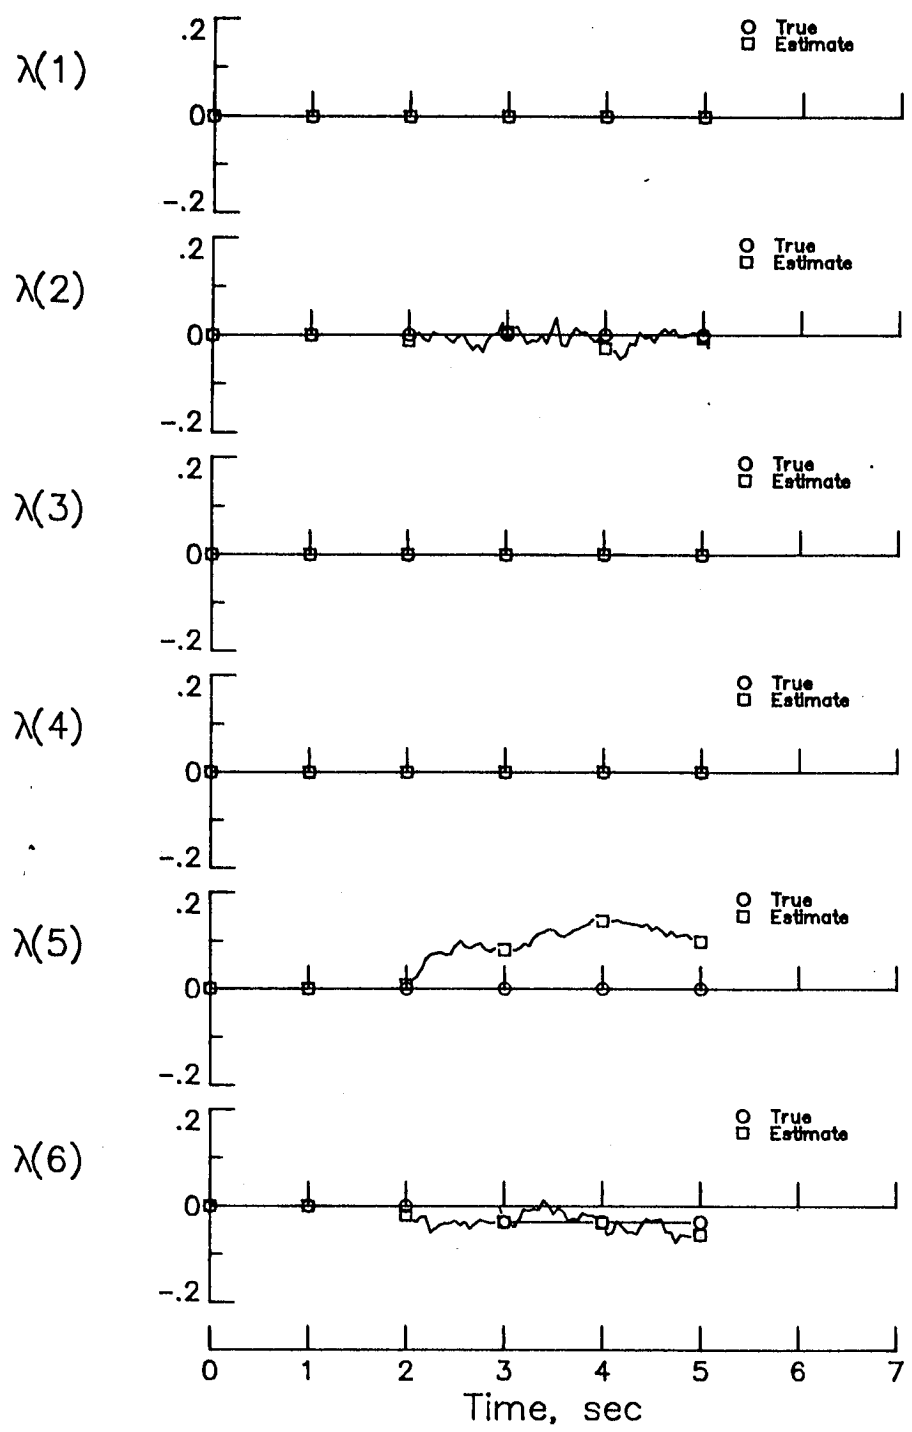 .2
True
Estimate
λ(1)
0
-.2
.2
True
Estimate
λ(2)
0
-.2
.2
True
Estimate
λ(3)
0
-.2
.2
True
Estimate
λ(4)
0
-.2
.2
True
Estimate
λ(5)
0
-.2
.2
True
Estimate
λ(6)
0
-.2
0 1 2 3 4 5 6 7
Time, sec